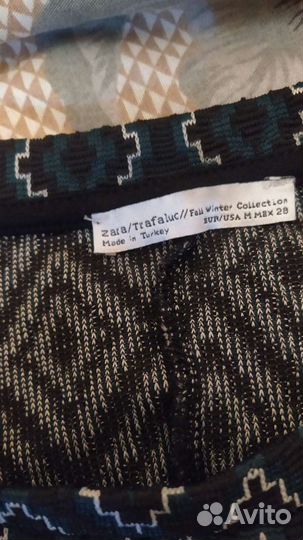 Zara/Trafaluc//Fall Winter Collection
Made in Turkey EUR/USA M MEX 28
Avito